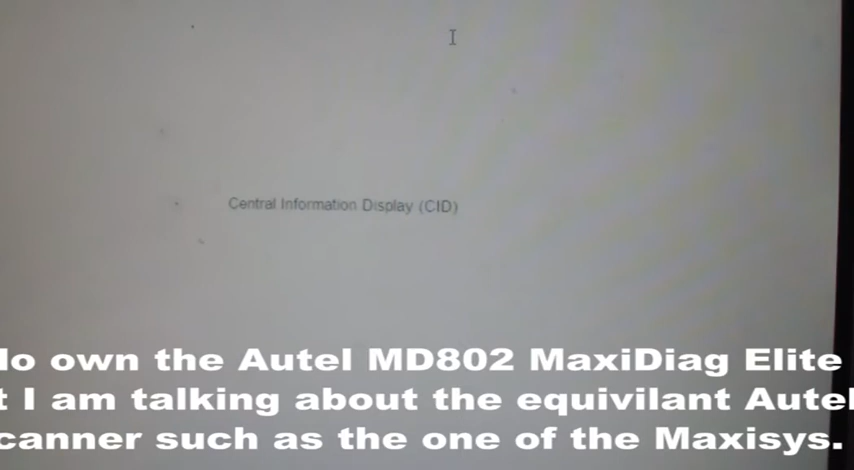 Central Information Display (CID)
own the Autel MD802 MaxiDiag Elite
t I am talking about the equivilant Autel
canner such as the one of the Maxisys.